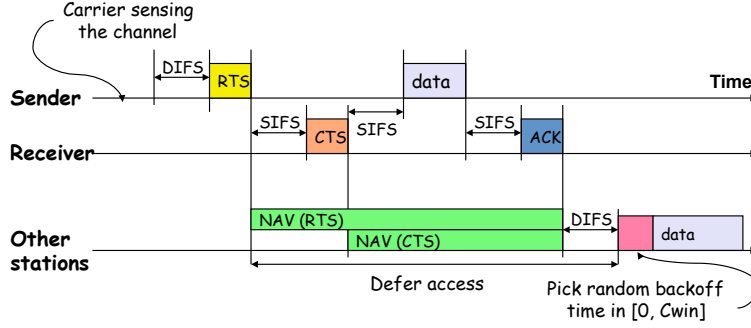 Carrier sensing
the channel
DIFS
RTS
data
Time
Sender
SIFS
CTS
SIFS
SIFS
ACK
Receiver
NAV (RTS)
DIFS
NAV (CTS)
data
Other
stations
Defer access
Pick random backoff
time in [0, Cwin]